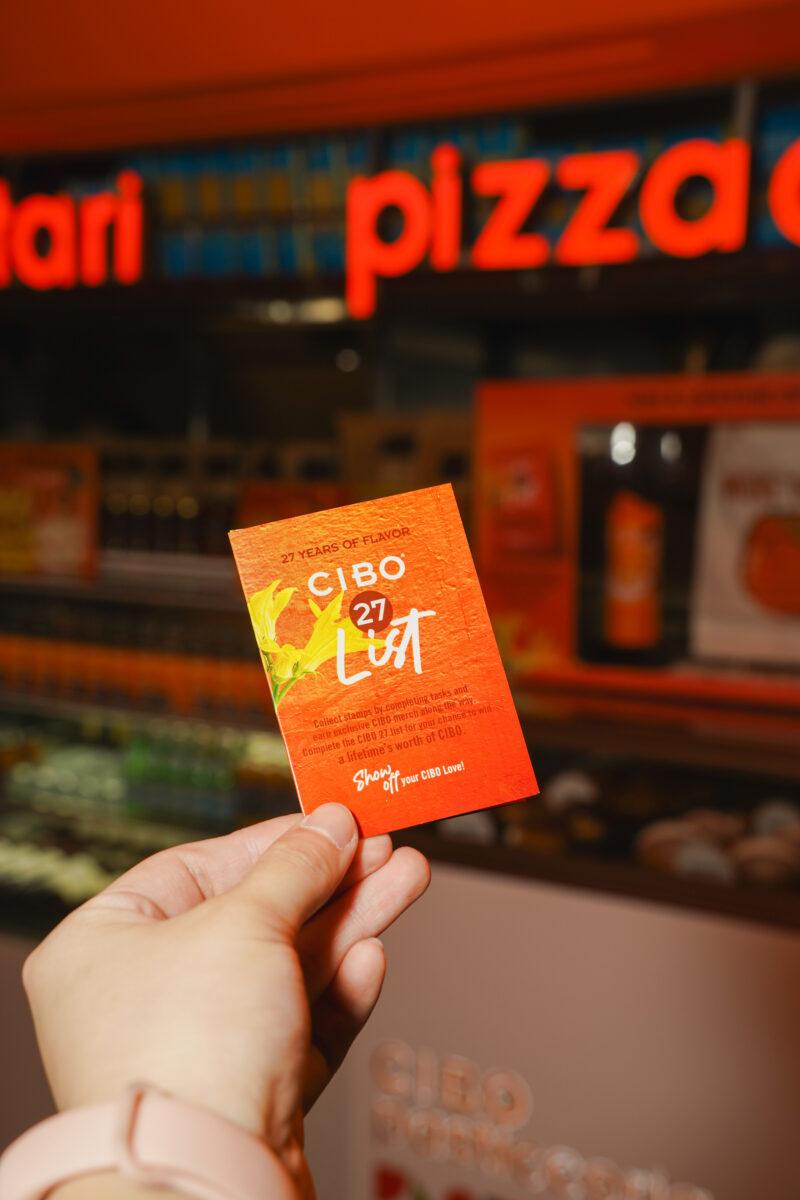 tari
pizza
27 YEARS OF FLAVOR
CIBO
27
List
Collect stamps by completing tasks and
earn exclusive CIBO merch along the way.
Complete the CIBO 27 list for your chance to win
a lifetime's worth of CIBO.
Show
off your CIBO Love!
CIBO